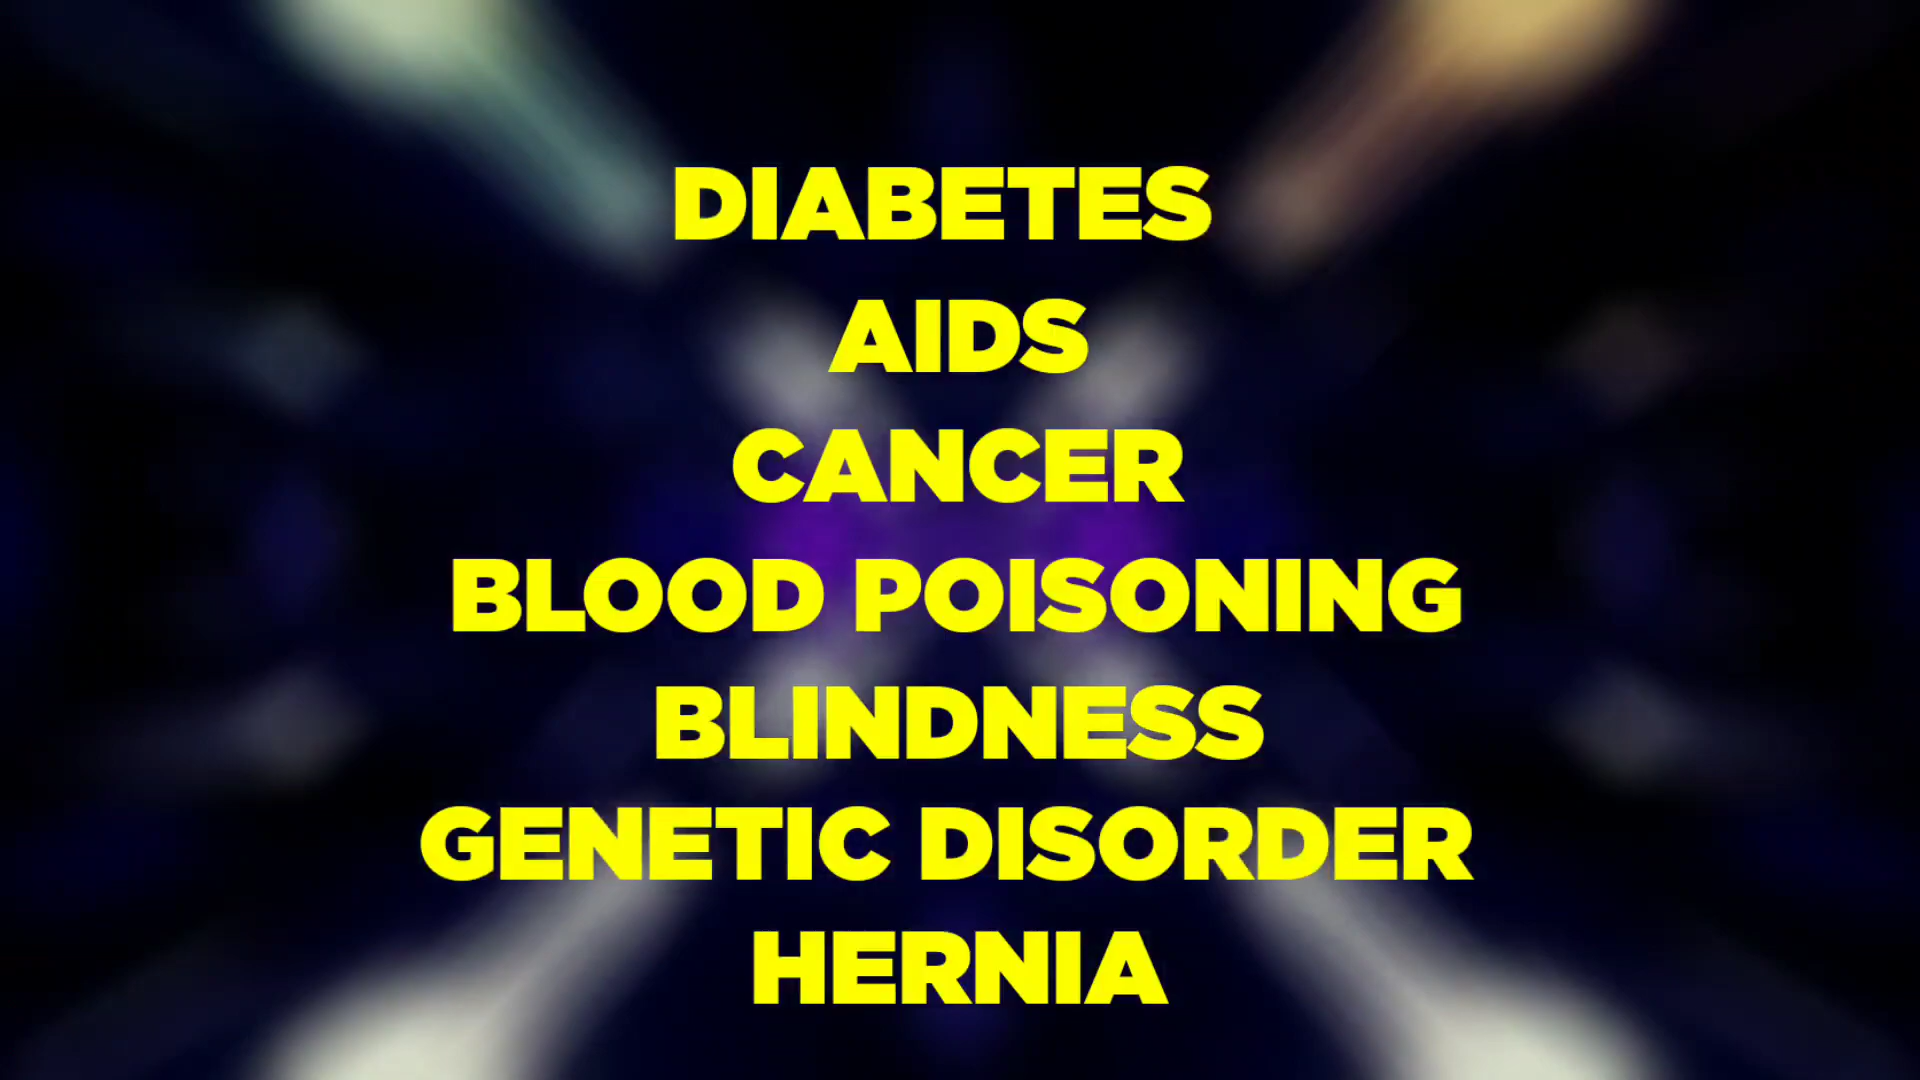 DIABETES
AIDS
CANCER
BLOOD POISONING
BLINDNESS
GENETIC DISORDER
HERNIA